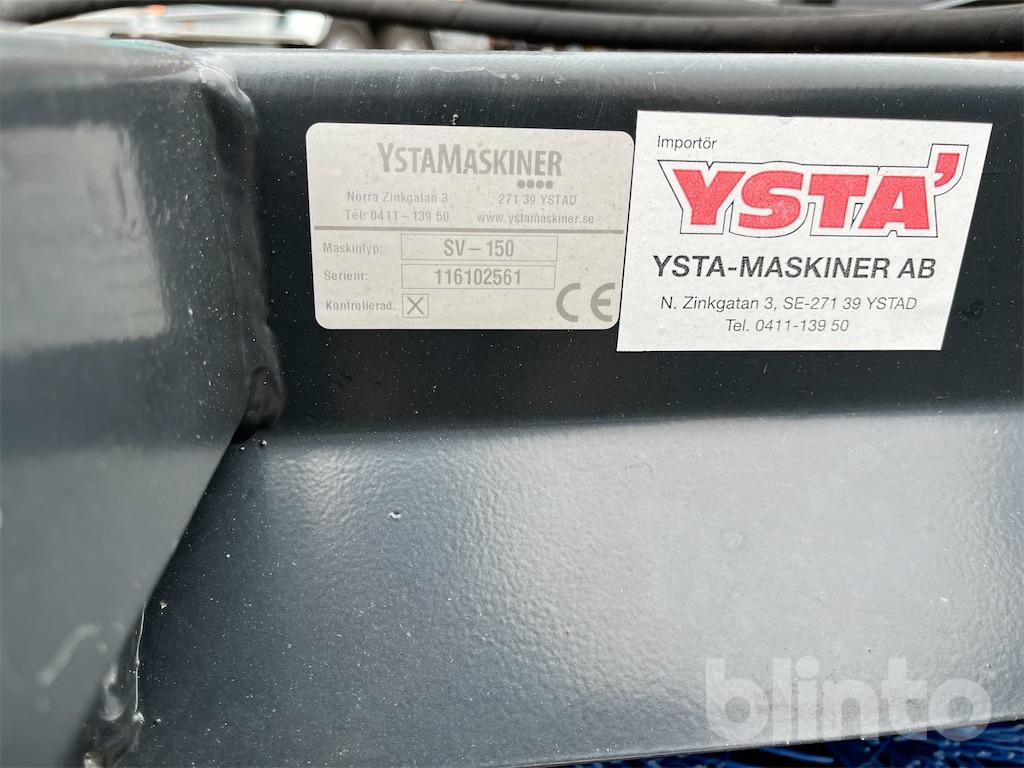 YSTAMASKINER
Norra Zinkgatan 3 271 39 YSTAD
Tel: 0411-139 50 www.ystamaskiner.se
Maskintyp: SV-150
Serienr: 116102561
Kontrollerad: X CE
Importör
YSTA'
YSTA-MASKINER AB
N. Zinkgatan 3, SE-271 39 YSTAD
Tel. 0411-139 50
blinto